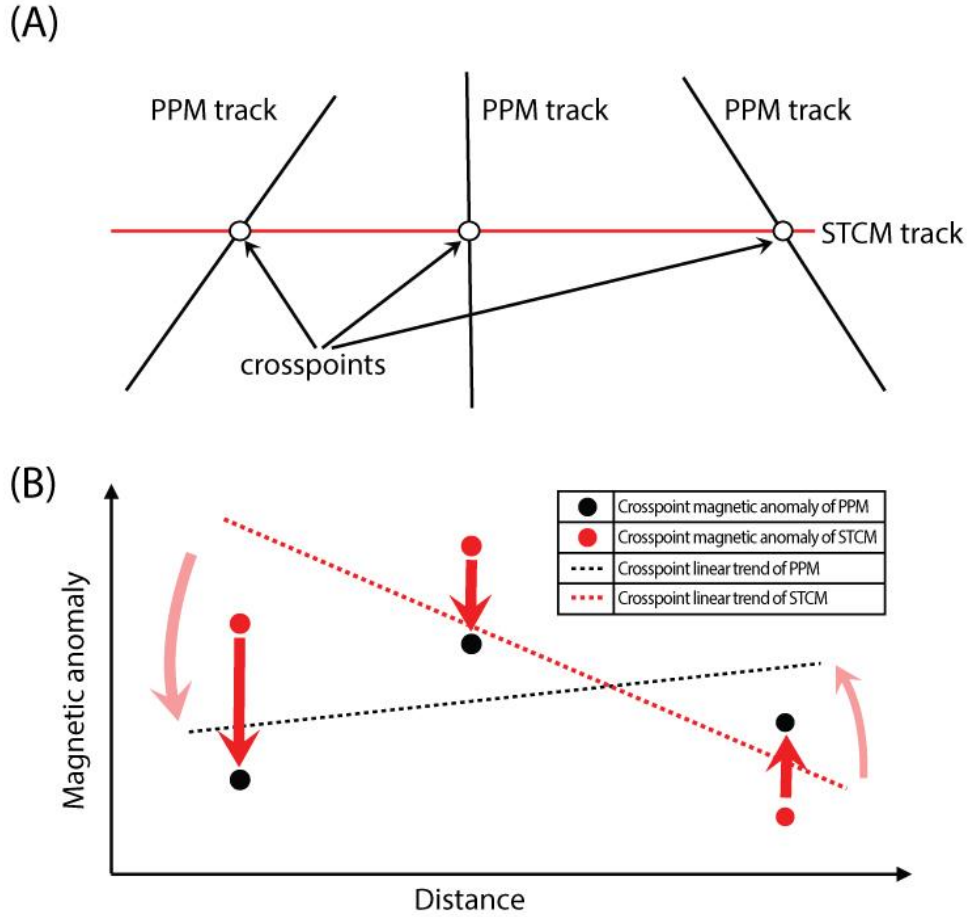 (A)
PPM track
PPM track
PPM track
STCM track
crosspoints
(B)
Crosspoint magnetic anomaly of PPM
Crosspoint magnetic anomaly of STCM
Crosspoint linear trend of PPM
Crosspoint linear trend of STCM
Magnetic anomaly
Distance